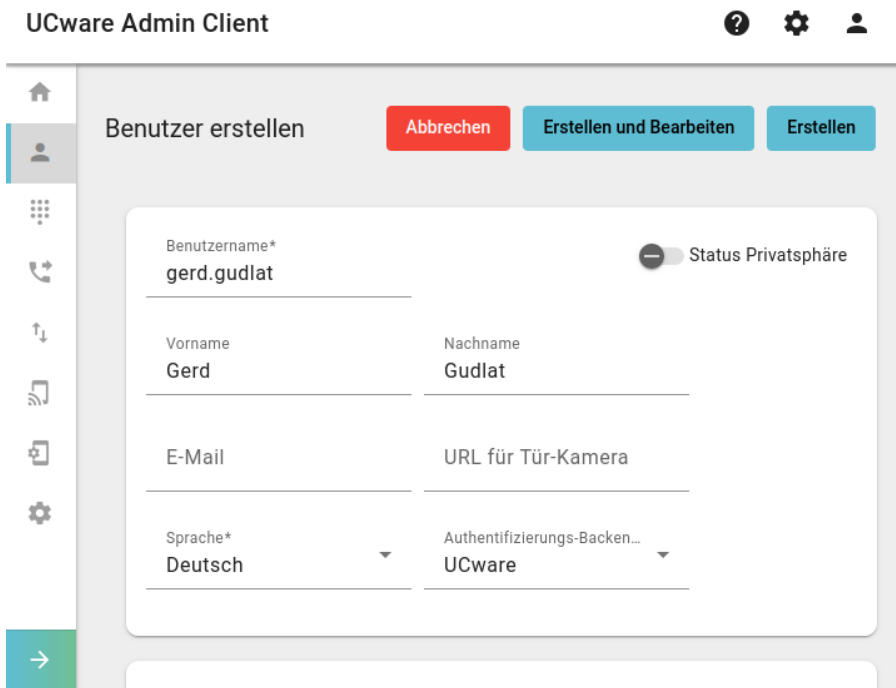 UCware Admin Client
Benutzer erstellen
Abbrechen
Erstellen und Bearbeiten
Erstellen
Benutzername*
gerd.gudlat
Status Privatsphäre
Vorname
Gerd
Nachname
Gudlat
E-Mail
URL für Tür-Kamera
Sprache*
Deutsch
Authentifizierungs-Backen...
UCware